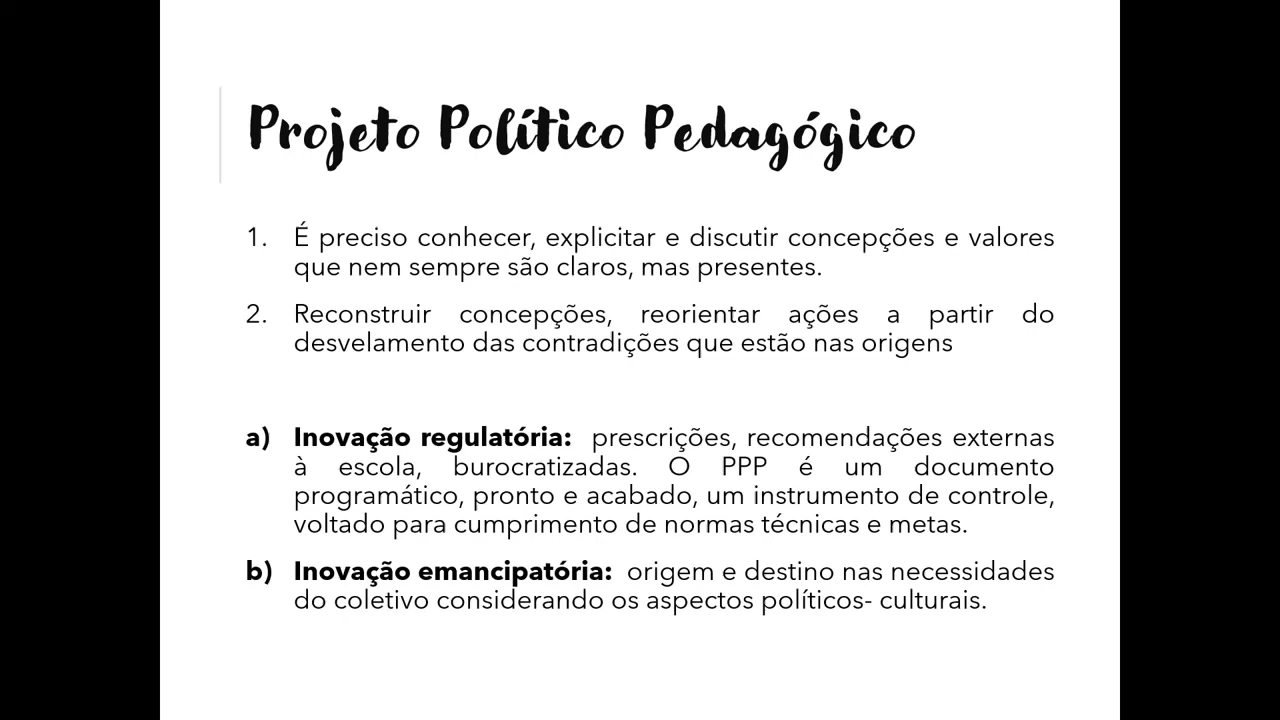 Projeto Político Pedagógico
1. É preciso conhecer, explicitar e discutir concepções e valores
que nem sempre são claros, mas presentes.
2. Reconstruir concepções, reorientar ações a partir do
desvelamento das contradições que estão nas origens
a) Inovação regulatória: prescrições, recomendações externas
à escola, burocratizadas. O PPP é um documento
programático, pronto e acabado, um instrumento de controle,
voltado para cumprimento de normas técnicas e metas.
b) Inovação emancipatória: origem e destino nas necessidades
do coletivo considerando os aspectos políticos- culturais.